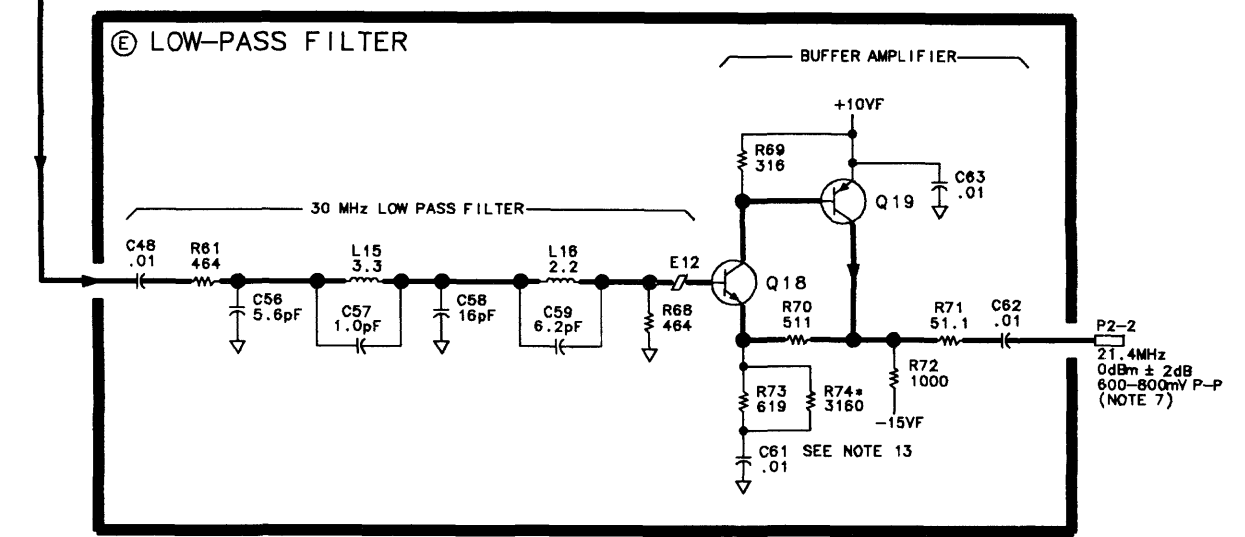 Ⓔ LOW-PASS FILTER
BUFFER AMPLIFIER
+10VF
R69
316
C63
.01
Q19
30 MHz LOW PASS FILTER
C48
.01
R61
464
L15
3.3
L16
2.2
E12
Q18
C56
5.6pF
C57
1.0pF
C58
16pF
C59
6.2pF
R68
464
R70
511
R71
51.1
C62
.01
P2-2
21.4MHz
0dBm ± 2dB
600-800mV P-P
(NOTE 7)
R72
1000
-15VF
R73
619
R74*
3160
C61
.01
SEE NOTE 13